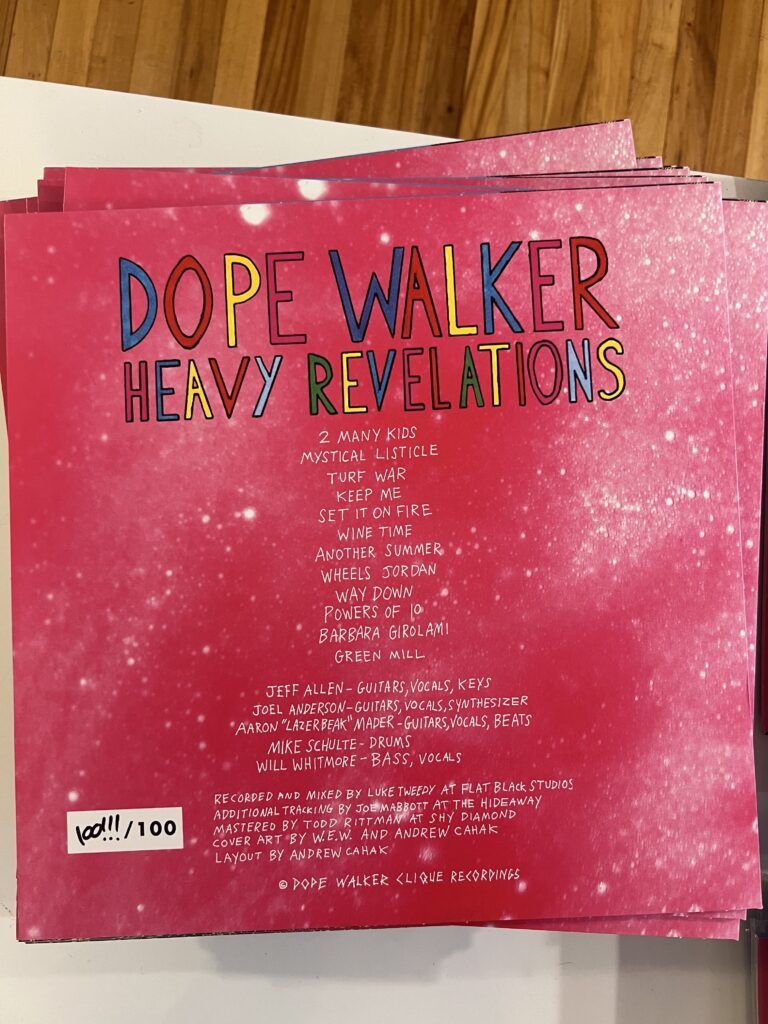 DOPE WALKER
HEAVY REVELATIONS
2 MANY KIDS
MYSTICAL LISTICLE
TURF WAR
KEEP ME
SET IT ON FIRE
WINE TIME
ANOTHER SUMMER
WHEELS JORDAN
WAY DOWN
POWERS OF 10
BARBARA GIROLAMI
GREEN MILL
JEFF ALLEN - GUITARS, VOCALS, KEYS
JOEL ANDERSON - GUITARS, VOCALS, SYNTHESIZER
AARON "LAZERBEAK" MADER - GUITARS, VOCALS, BEATS
MIKE SCHULTE - DRUMS
WILL WHITMORE - BASS, VOCALS
RECORDED AND MIXED BY LUKE TWEEDY AT FLAT BLACK STUDIOS
ADDITIONAL TRACKING BY JOE MABBOTT AT THE HIDEAWAY
MASTERED BY TODD RITTMAN AT SHY DIAMOND
COVER ART BY W.E.W. AND ANDREW CAHAK
LAYOUT BY ANDREW CAHAK
100!!!/100
© DOPE WALKER CLIQUE RECORDINGS